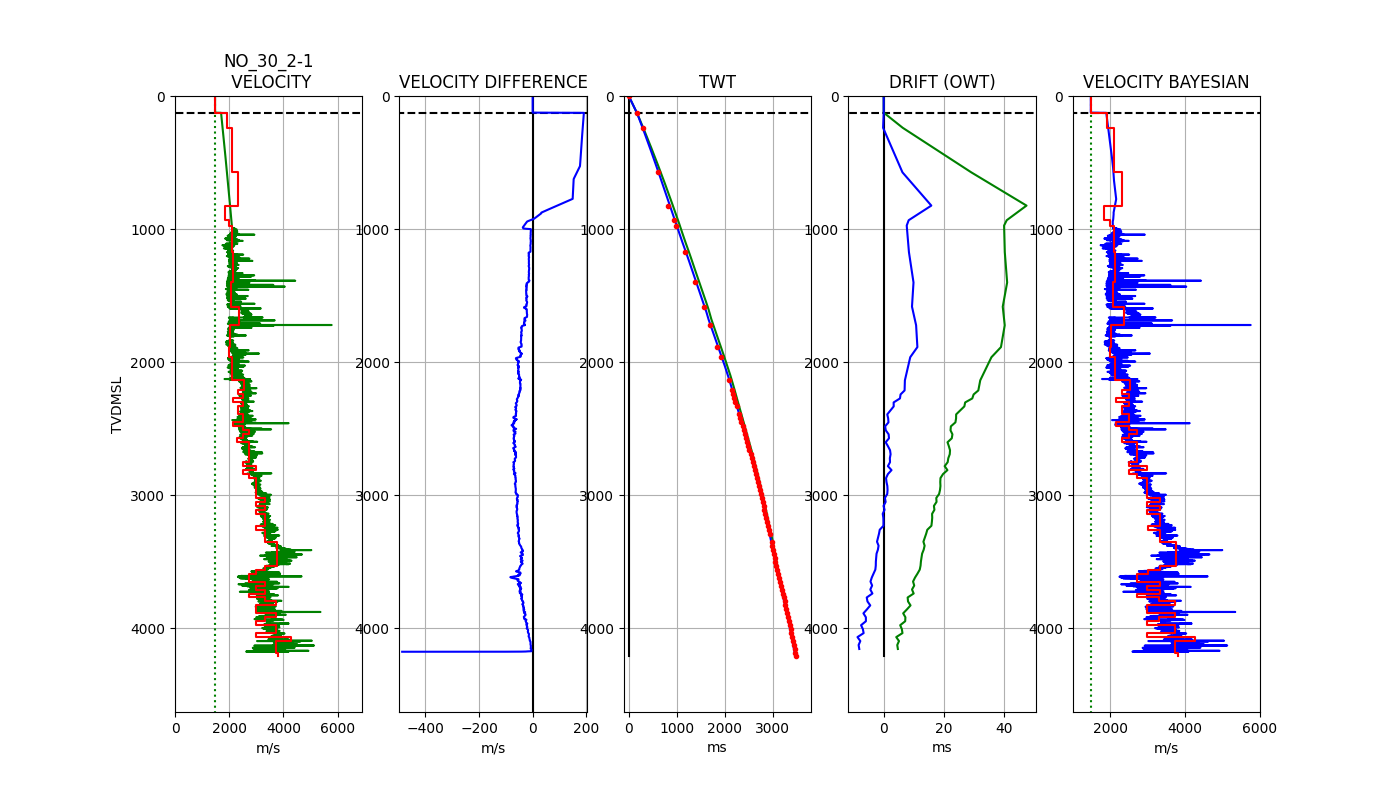 NO_30_2-1
VELOCITY
VELOCITY DIFFERENCE
TWT
DRIFT (OWT)
VELOCITY BAYESIAN
TVDMSL
0
1000
2000
3000
4000
0
1000
2000
3000
4000
0
1000
2000
3000
4000
0
1000
2000
3000
4000
0
1000
2000
3000
4000
0 2000 4000 6000
−400 −200 0 200
0 1000 2000 3000
0 20 40
2000 4000 6000
m/s
m/s
ms
ms
m/s